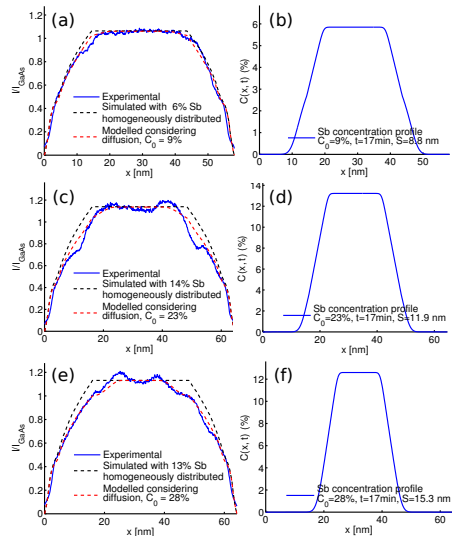 (a)
I/I_GaAs
1.2
1
0.8
0.6
0.4
0.2
0
Experimental
Simulated with 6% Sb
homogeneously distributed
Modelled considering
diffusion, C_0 = 9%
0 10 20 30 40 50
x [nm]
(b)
C(x, t) (%)
6
5
4
3
2
1
0
Sb concentration profile
C_0=9%, t=17min, S=8.8 nm
0 10 20 30 40 50
x [nm]
(c)
I/I_GaAs
1.2
1
0.8
0.6
0.4
0.2
0
Experimental
Simulated with 14% Sb
homogeneously distributed
Modelled considering
diffusion, C_0 = 23%
0 10 20 30 40 50 60
x [nm]
(d)
C(x, t) (%)
14
12
10
8
6
4
2
0
Sb concentration profile
C_0=23%, t=17min, S=11.9 nm
0 20 40 60
x [nm]
(e)
I/I_GaAs
1.2
1
0.8
0.6
0.4
0.2
0
Experimental
Simulated with 13% Sb
homogeneously distributed
Modelled considering
diffusion, C_0 = 28%
0 10 20 30 40 50 60
x [nm]
(f)
C(x, t) (%)
12
10
8
6
4
2
0
Sb concentration profile
C_0=28%, t=17min, S=15.3 nm
0 20 40 60
x [nm]